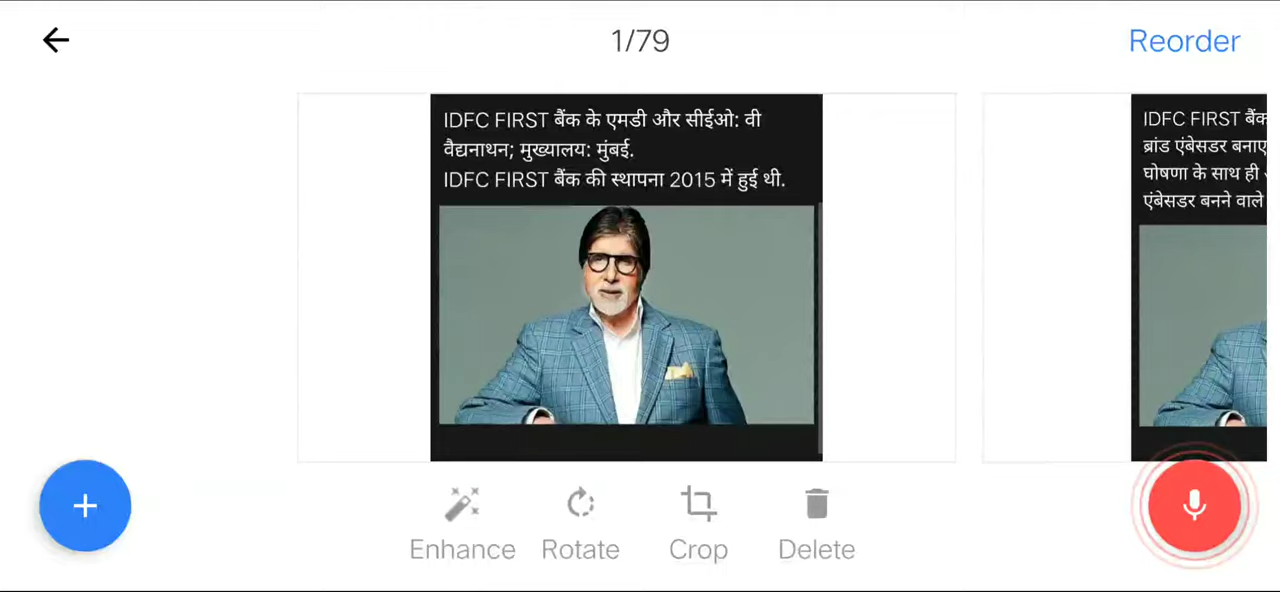 1/79
Reorder
IDFC FIRST बैंक के एमडी और सीईओ: वी
वैद्यनाथन; मुख्यालय: मुंबई.
IDFC FIRST बैंक की स्थापना 2015 में हुई थी.
IDFC FIRST बैंक
ब्रांड एंबेसडर बनाए
घोषणा के साथ ही
एंबेसडर बनने वाले
Enhance
Rotate
Crop
Delete